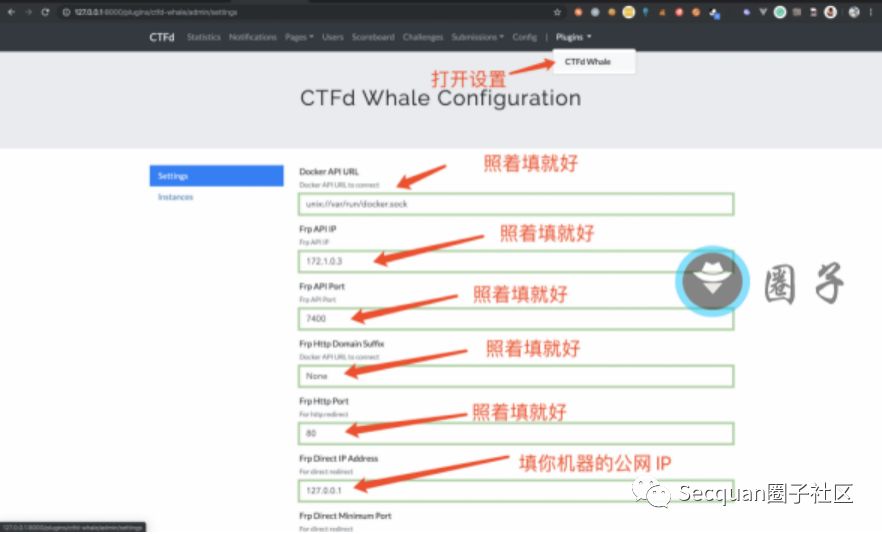 127.0.0.1:8000/plugins/ctfd-whale/admin/settings
CTFd Statistics Notifications Pages Users Scoreboard Challenges Submissions Config | Plugins
CTFd Whale
打开设置
CTFd Whale Configuration
Settings
Instances
Docker API URL
Docker API URL to connect
照着填就好
unix://var/run/docker.sock
Frp API IP
Frp API IP
照着填就好
172.1.0.3
Frp API Port
Frp API Port
照着填就好
7400
Frp Http Domain Suffix
Docker API URL to connect
照着填就好
None
Frp Http Port
For http redirect
照着填就好
80
Frp Direct IP Address
For direct redirect
填你机器的公网 IP
127.0.0.1
Frp Direct Minimum Port
For direct redirect
圈子
Secquan圈子社区
127.0.0.1:8000/plugins/ctfd-whale/admin/settings